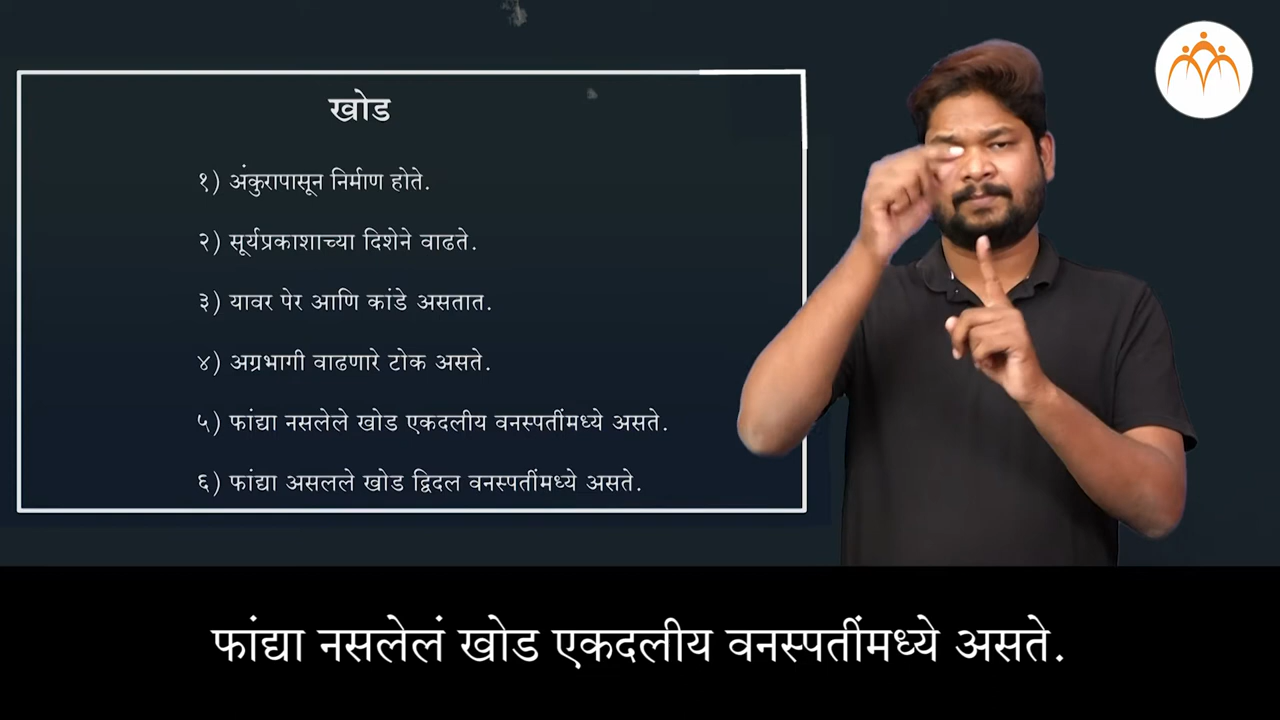 खोड
१) अंकुरापासून निर्माण होते.
२) सूर्यप्रकाशाच्या दिशेने वाढते.
३) यावर पेर आणि कांडे असतात.
४) अग्रभागी वाढणारे टोक असते.
५) फांद्या नसलेले खोड एकदलीय वनस्पतींमध्ये असते.
६) फांद्या असलले खोड द्विदल वनस्पतींमध्ये असते.
फांद्या नसलेलं खोड एकदलीय वनस्पतींमध्ये असते.